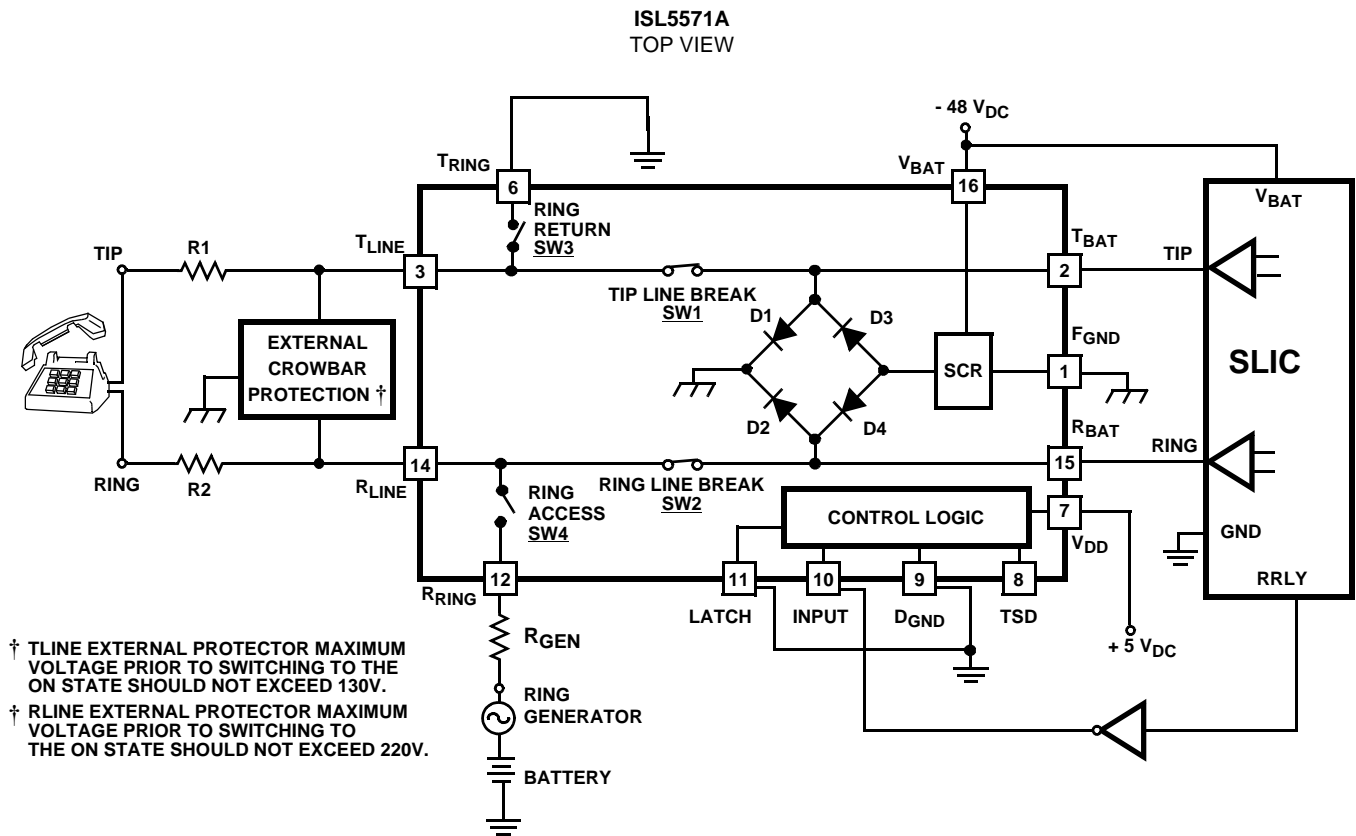 ISL5571A
TOP VIEW
- 48 VDC
TRING
6
VBAT
16
RING
RETURN
SW3
VBAT
TIP
R1
TLINE
3
TBAT
2
TIP
TIP LINE BREAK
SW1
D1
D3
EXTERNAL
CROWBAR
PROTECTION †
SCR
FGND
1
SLIC
D2
D4
RBAT
15
RING
RING
R2
14
RLINE
RING LINE BREAK
SW2
RING
ACCESS
SW4
CONTROL LOGIC
7
VDD
GND
RRLY
12
RRING
11
10
9
8
LATCH
INPUT
DGND
TSD
RGEN
+ 5 VDC
RING
GENERATOR
BATTERY
† TLINE EXTERNAL PROTECTOR MAXIMUM
VOLTAGE PRIOR TO SWITCHING TO THE
ON STATE SHOULD NOT EXCEED 130V.
† RLINE EXTERNAL PROTECTOR MAXIMUM
VOLTAGE PRIOR TO SWITCHING TO
THE ON STATE SHOULD NOT EXCEED 220V.